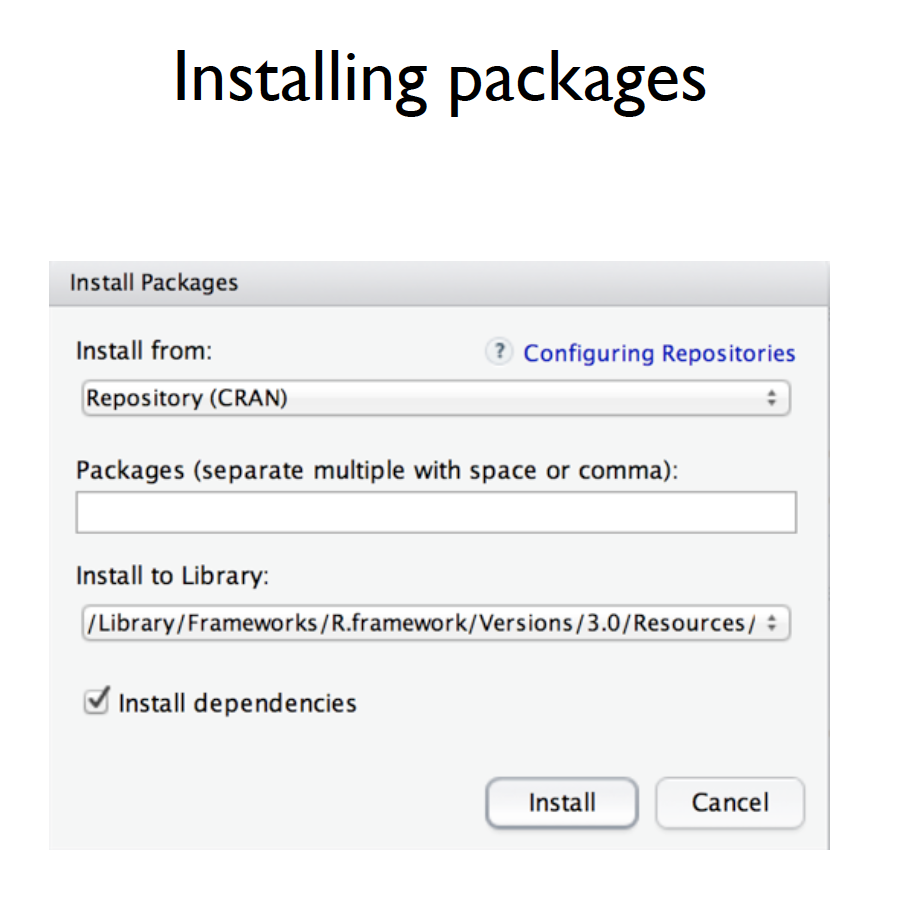 Installing packages
Install Packages
Install from:
? Configuring Repositories
Repository (CRAN)
Packages (separate multiple with space or comma):
Install to Library:
/Library/Frameworks/R.framework/Versions/3.0/Resources/
Install dependencies
Install
Cancel